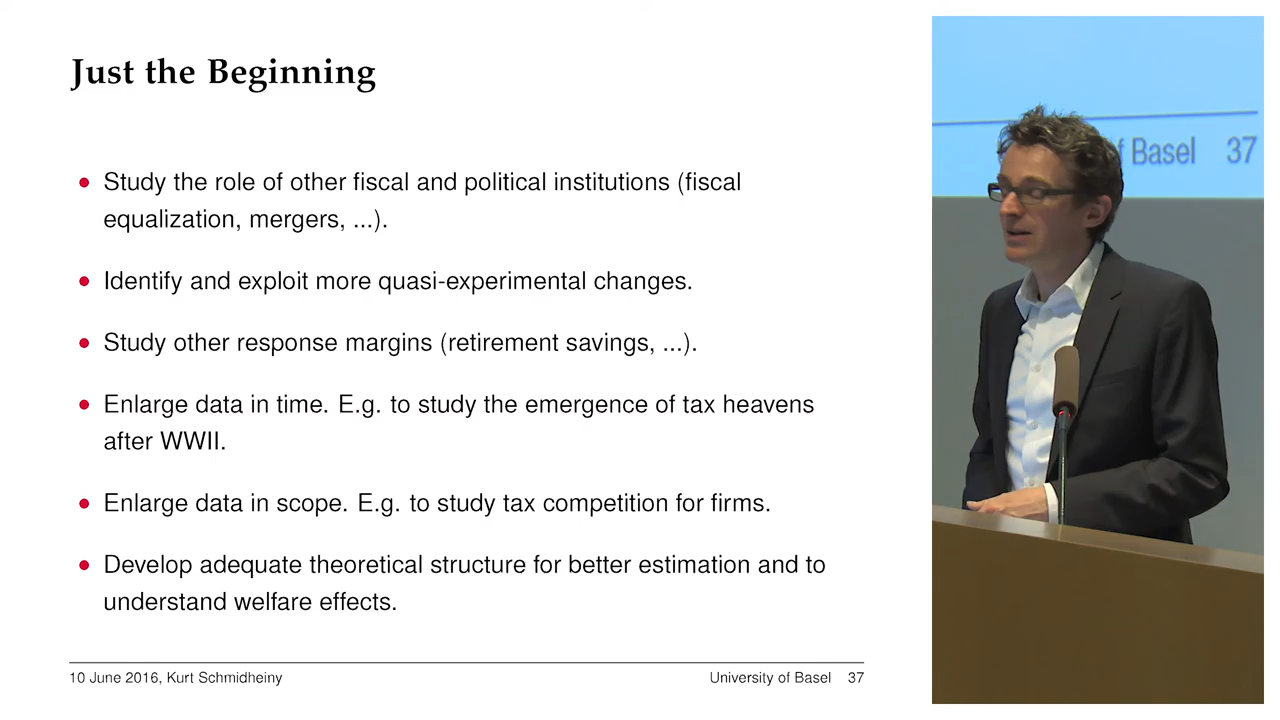 Just the Beginning
• Study the role of other fiscal and political institutions (fiscal
equalization, mergers, ...).
• Identify and exploit more quasi-experimental changes.
• Study other response margins (retirement savings, ...).
• Enlarge data in time. E.g. to study the emergence of tax heavens
after WWII.
• Enlarge data in scope. E.g. to study tax competition for firms.
• Develop adequate theoretical structure for better estimation and to
understand welfare effects.
10 June 2016, Kurt Schmidheiny University of Basel 37
of Basel 37